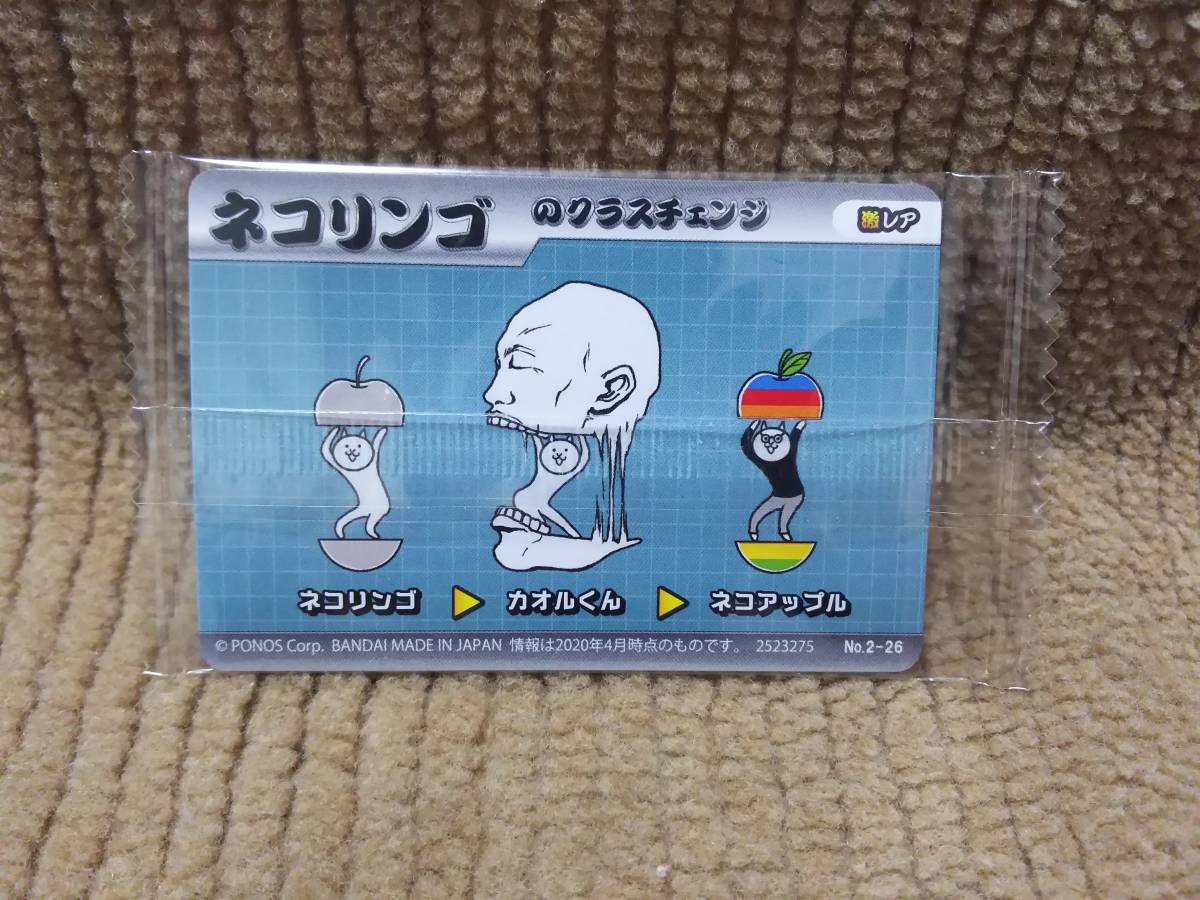 ネコリンゴ のクラスチェンジ 激レア
ネコリンゴ ▶ カオルくん ▶ ネコアップル
© PONOS Corp. BANDAI MADE IN JAPAN 情報は2020年4月時点のものです。 2523275 No.2-26